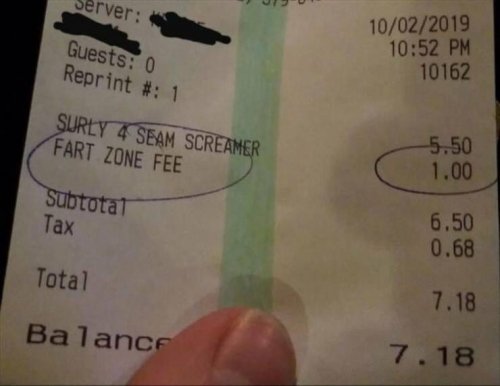 Server:
10/02/2019
10:52 PM
Guests: 0
10162
Reprint #: 1
SURLY 4 SEAM SCREAMER 5.50
FART ZONE FEE 1.00
Subtotal 6.50
Tax 0.68
Total 7.18
Balance 7.18